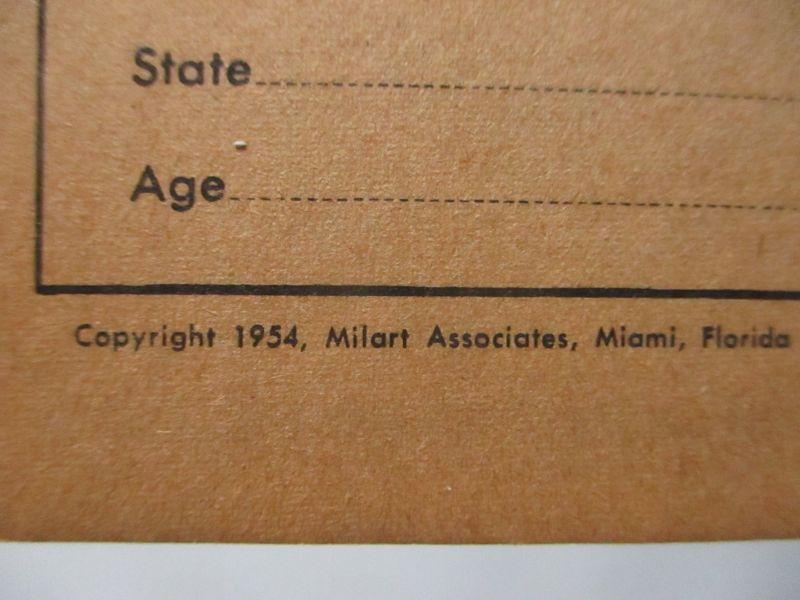 State
Age
Copyright 1954, Milart Associates, Miami, Florida